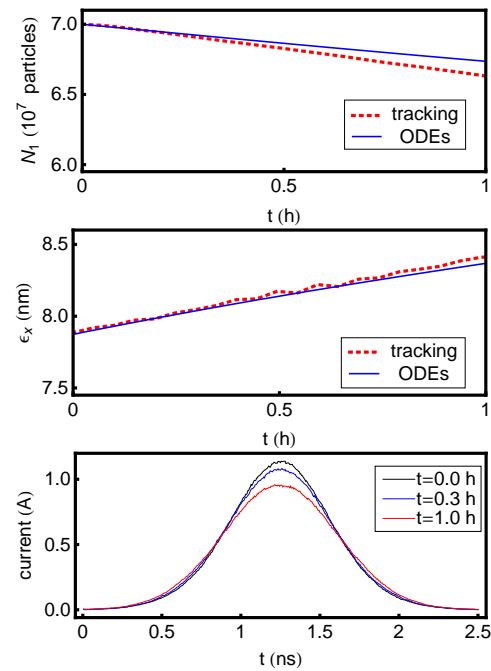 7.0
6.5
6.0
N₁ (10⁷ particles)
tracking
ODEs
0
0.5
1
t (h)
8.5
8.0
7.5
ϵₓ (nm)
tracking
ODEs
0
0.5
1
t (h)
1.0
0.5
0.0
current (A)
t=0.0 h
t=0.3 h
t=1.0 h
0
0.5
1
1.5
2
2.5
t (ns)